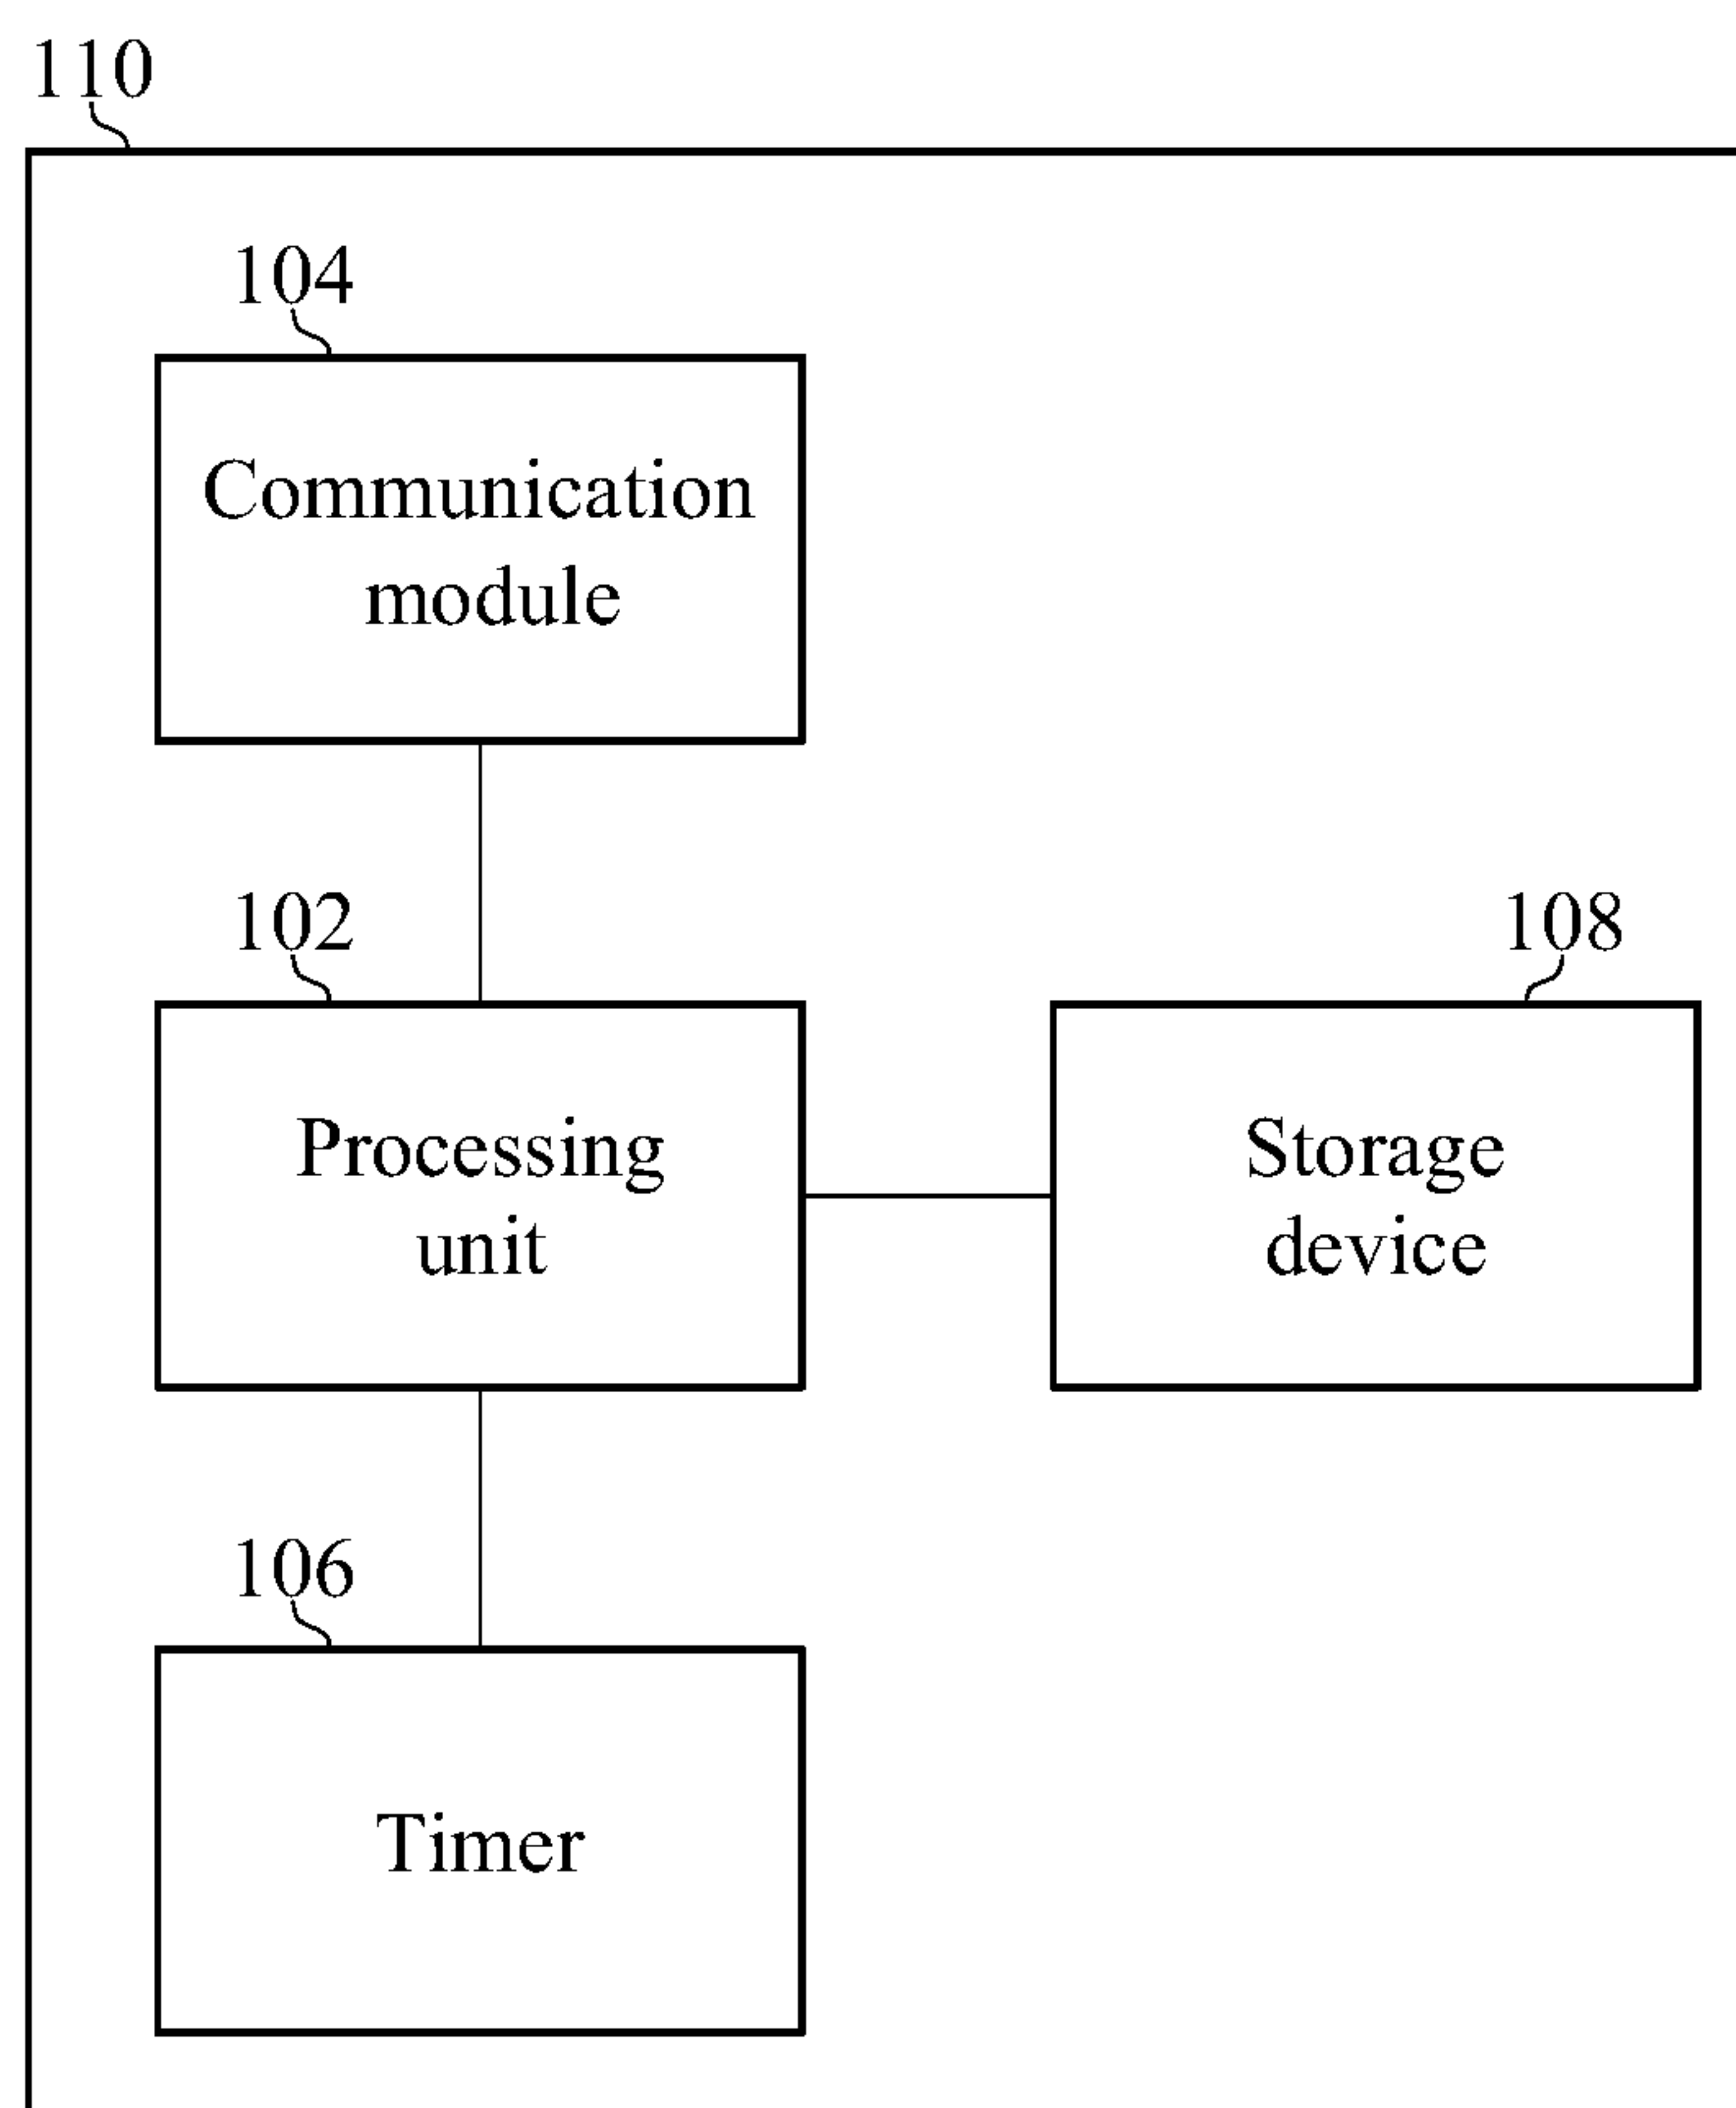 110
104
Communication
module
102
108
Processing
unit
Storage
device
106
Timer